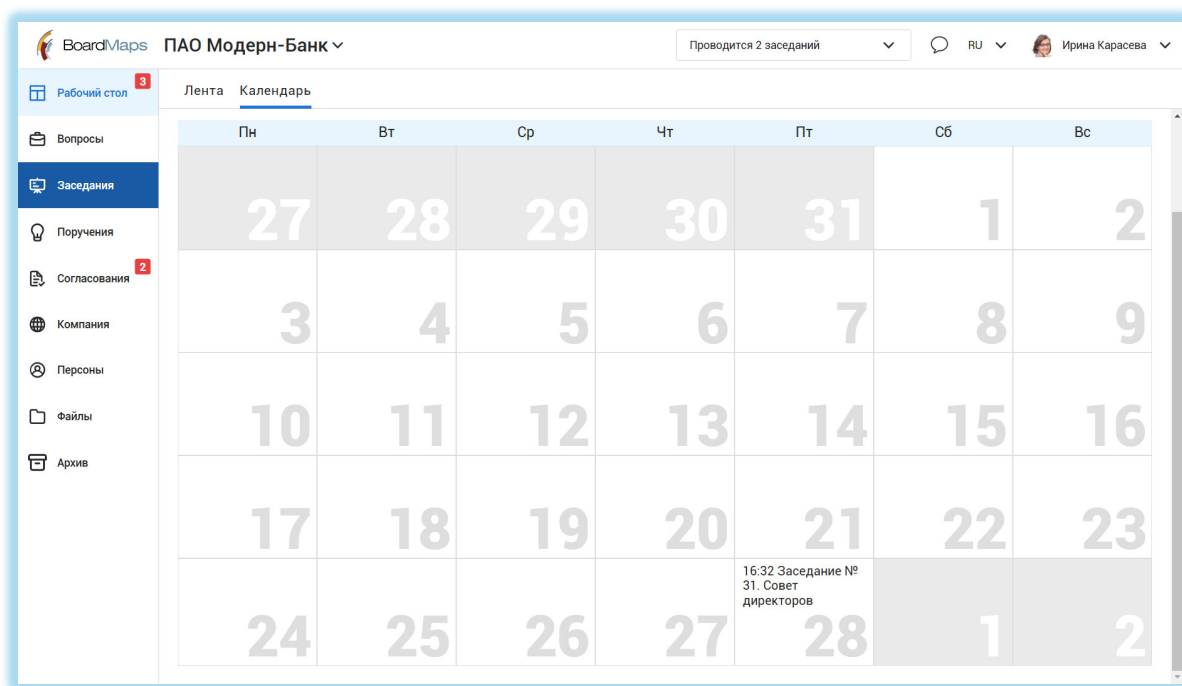 BoardMaps ПАО Модерн-Банк Проводится 2 заседаний RU Ирина Карасева
Рабочий стол 3
Вопросы
Заседания
Поручения
Согласования 2
Компания
Персоны
Файлы
Архив
Лента Календарь
Пн Вт Ср Чт Пт Сб Вс
27 28 29 30 31 1 2
3 4 5 6 7 8 9
10 11 12 13 14 15 16
17 18 19 20 21 22 23
16:32 Заседание №
31. Совет
директоров
24 25 26 27 28 1 2